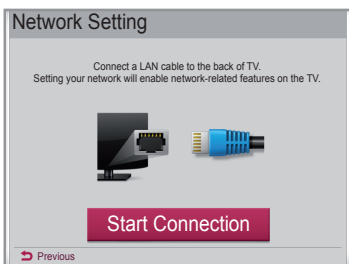 Network Setting
Connect a LAN cable to the back of TV.
Setting your network will enable network-related features on the TV.
Start Connection
Previous